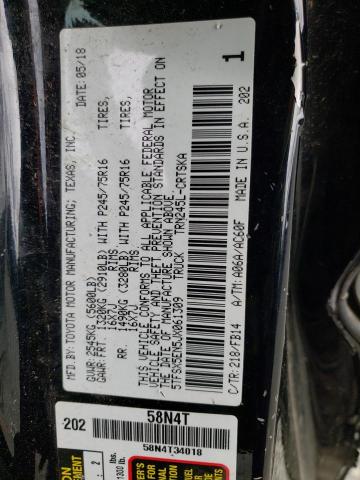 MFD.BY: TOYOTA MOTOR MANUFACTURING, TEXAS, INC. DATE: 05/18
GVWR: 2545KG (5600LB)
GAWR: FRT. 1320KG (2910LB) WITH P245/75R16 TIRES,
16X7J RIMS
RR 1490KG (3280LB) WITH P245/75R16 TIRES,
16X7J RIMS
THIS VEHICLE CONFORMS TO ALL APPLICABLE FEDERAL MOTOR
VEHICLE SAFETY AND BUMPER STANDARDS IN EFFECT ON
THE DATE OF MANUFACTURE SHOWN ABOVE.
TRUCK
TRN245L-CRTSKA
C/TR: 218/FB14 A/TM: A06A/AC60F MADE IN U.S.A. 202
1
202 58N4T
58N4T34018
2
1300 lbs.